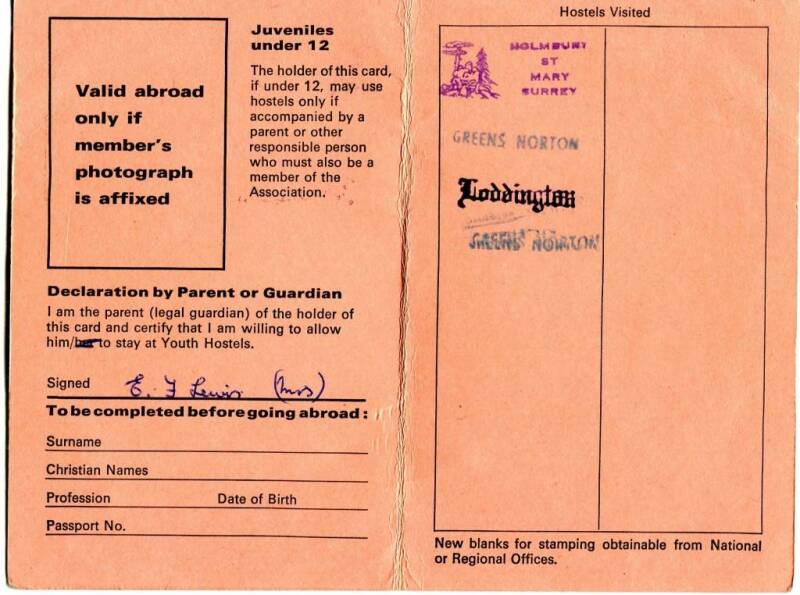 Valid abroad
only if
member's
photograph
is affixed
Juveniles
under 12
The holder of this card,
if under 12, may use
hostels only if
accompanied by a
parent or other
responsible person
who must also be a
member of the
Association.
Declaration by Parent or Guardian
I am the parent (legal guardian) of the holder of
this card and certify that I am willing to allow
him/her to stay at Youth Hostels.
Signed E. F Lewis (Mrs)
To be completed before going abroad:
Surname
Christian Names
Profession Date of Birth
Passport No.
Hostels Visited
HOLMBURY
ST
MARY
SURREY
GREENS NORTON
Loddington
GREENS NORTON
New blanks for stamping obtainable from National
or Regional Offices.